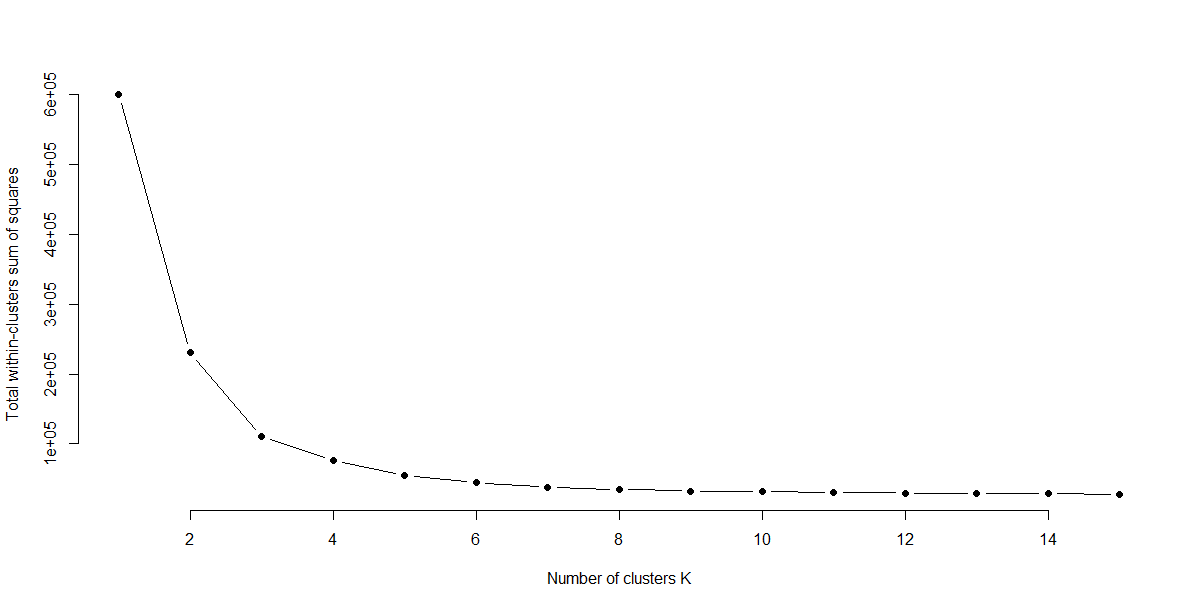 Total within-clusters sum of squares
6e+05
5e+05
4e+05
3e+05
2e+05
1e+05
2 4 6 8 10 12 14
Number of clusters K